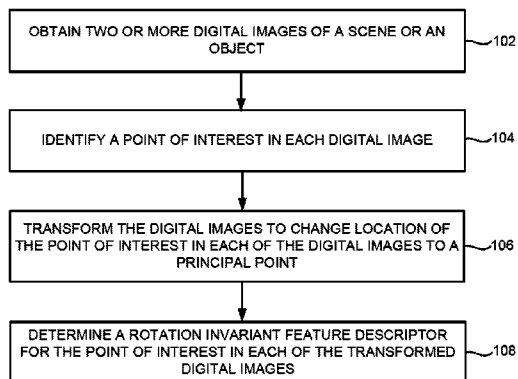 OBTAIN TWO OR MORE DIGITAL IMAGES OF A SCENE OR AN
OBJECT
102
IDENTIFY A POINT OF INTEREST IN EACH DIGITAL IMAGE
104
TRANSFORM THE DIGITAL IMAGES TO CHANGE LOCATION OF
THE POINT OF INTEREST IN EACH OF THE DIGITAL IMAGES TO A
PRINCIPAL POINT
106
DETERMINE A ROTATION INVARIANT FEATURE DESCRIPTOR
FOR THE POINT OF INTEREST IN EACH OF THE TRANSFORMED
DIGITAL IMAGES
108